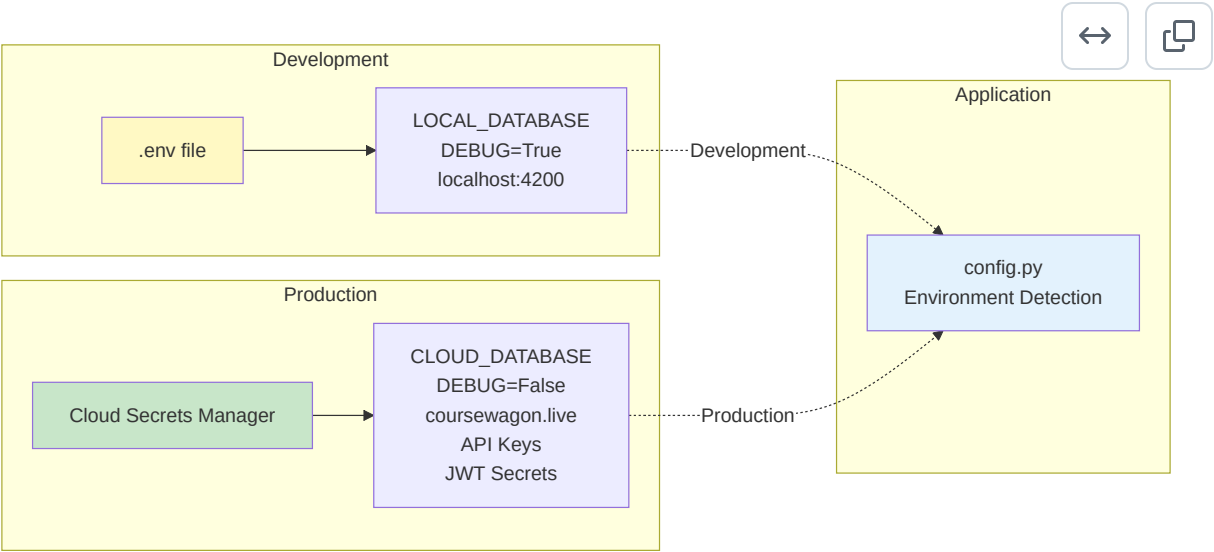 Development
.env file
LOCAL_DATABASE
DEBUG=True
localhost:4200
Development
Production
Cloud Secrets Manager
CLOUD_DATABASE
DEBUG=False
coursewagon.live
API Keys
JWT Secrets
Production
Application
config.py
Environment Detection